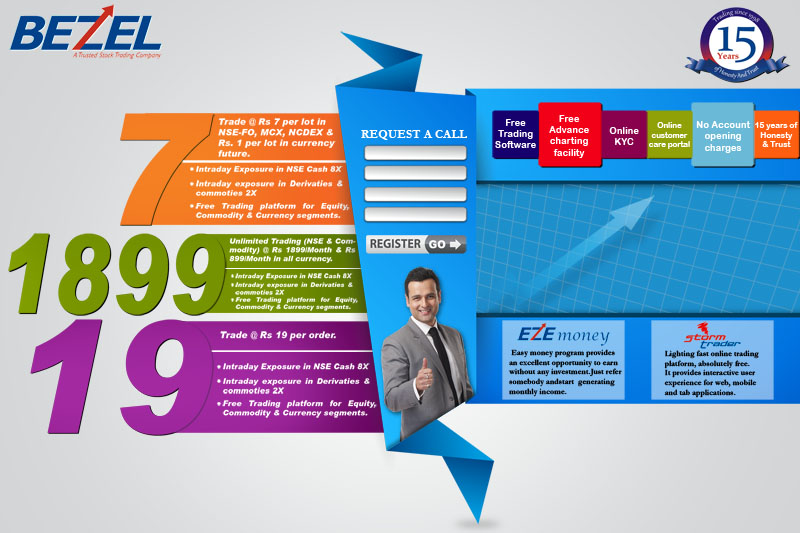 BEZEL
A Trusted Stock Trading Company
Trading since 1998
15
Years
of Honesty And Trust
7
Trade @ Rs 7 per lot in
NSE-FO, MCX, NCDEX &
Rs. 1 per lot in currency
future.
• Intraday Exposure in NSE Cash 8X
• Intraday exposure in Derivaties &
commoties 2X
• Free Trading platform for Equity,
Commodity & Currency segments.
1899
Unlimited Trading (NSE & Com-
modity) @ Rs 1899/Month & Rs
899/Month in all currency.
• Intraday Exposure in NSE Cash 8X
• Intraday exposure in Derivaties &
commoties 2X
• Free Trading platform for Equity,
Commodity & Currency segments.
19
Trade @ Rs 19 per order.
• Intraday Exposure in NSE Cash 8X
• Intraday exposure in Derivaties &
commoties 2X
• Free Trading platform for Equity,
Commodity & Currency segments.
REQUEST A CALL
REGISTER GO
Free
Trading
Software
Free
Advance
charting
facility
Online
KYC
Online
customer
care portal
No Account
opening
charges
15 years of
Honesty
& Trust
EZE money
Easy money program provides
an excellent opportunity to earn
without any investment.Just refer
somebody andstart generating
monthly income.
storm
trader
Lighting fast online trading
platform, absolutely free.
It provides interactive user
experience for web, mobile
and tab applications.